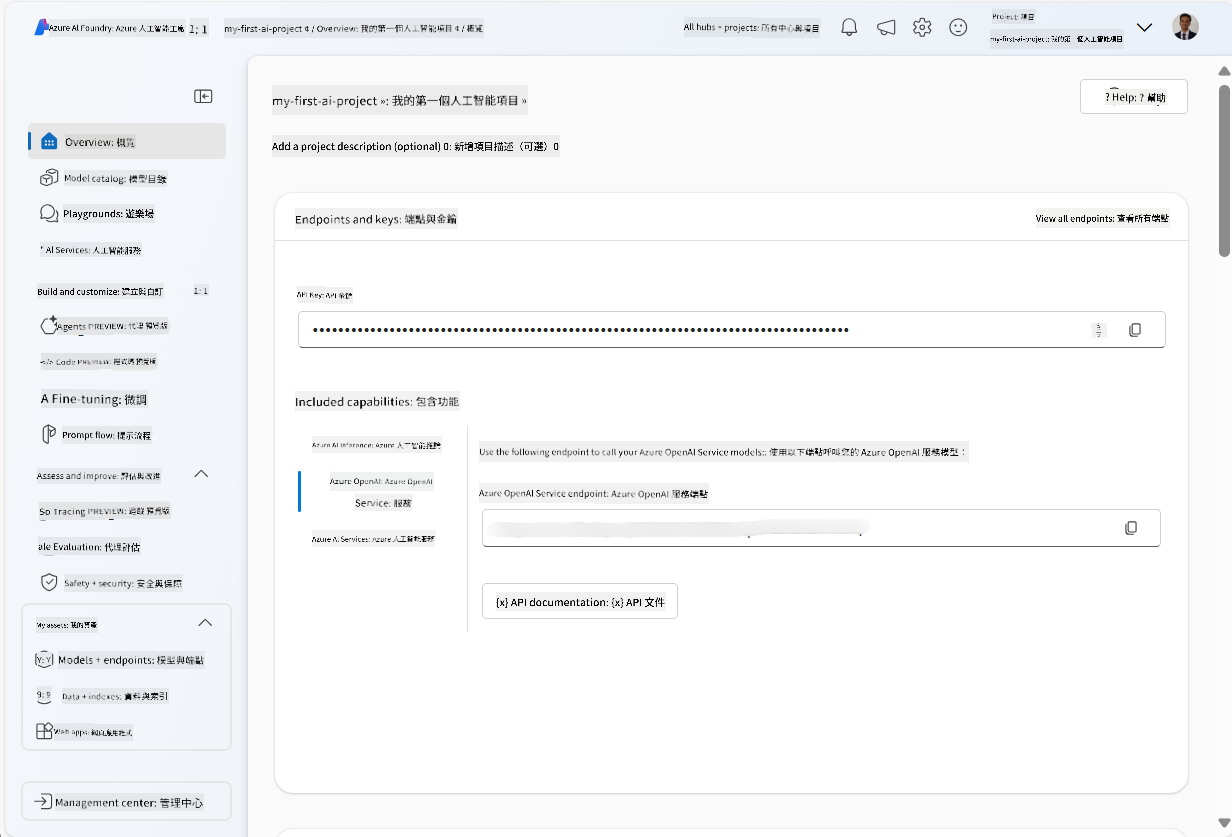 Azure AI Foundry: Azure 人工智能工廠
1; 1
my-first-ai-project ¢ / Overview: 我的第一個人工智能項目 ¢ / 概覽
All hubs + projects: 所有中心與項目
Project: 項目
my-first-ai-project: 我的第一個人工智能項目
my-first-ai-project »: 我的第一個人工智能項目 »
? Help: ? 幫助
Add a project description (optional) 0: 新增項目描述（可選）0
Overview: 概覽
Model catalog: 模型目錄
Playgrounds: 遊樂場
* AI Services: 人工智能服務
Build and customize: 建立與自訂
1: 1
Agents PREVIEW: 代理 預覽版
</> Code PREVIEW: 程式碼 預覽版
A Fine-tuning: 微調
Prompt flow: 提示流程
Assess and improve: 評估與改進
So Tracing PREVIEW: 追蹤 預覽版
ale Evaluation: 代理評估
Safety + security: 安全與保障
My assets: 我的資產
Models + endpoints: 模型與端點
Data + indexes: 資料與索引
Web apps: 網頁應用程式
Management center: 管理中心
Endpoints and keys: 端點與金鑰
View all endpoints: 查看所有端點
API Key: API 金鑰
Included capabilities: 包含功能
Azure AI inference: Azure 人工智能推論
Azure OpenAI: Azure OpenAI
Service: 服務
Azure AI Services: Azure 人工智能服務
Use the following endpoint to call your Azure OpenAI Service models:: 使用以下端點呼叫您的 Azure OpenAI 服務模型：
Azure OpenAI Service endpoint: Azure OpenAI 服務端點
{x} API documentation: {x} API 文件